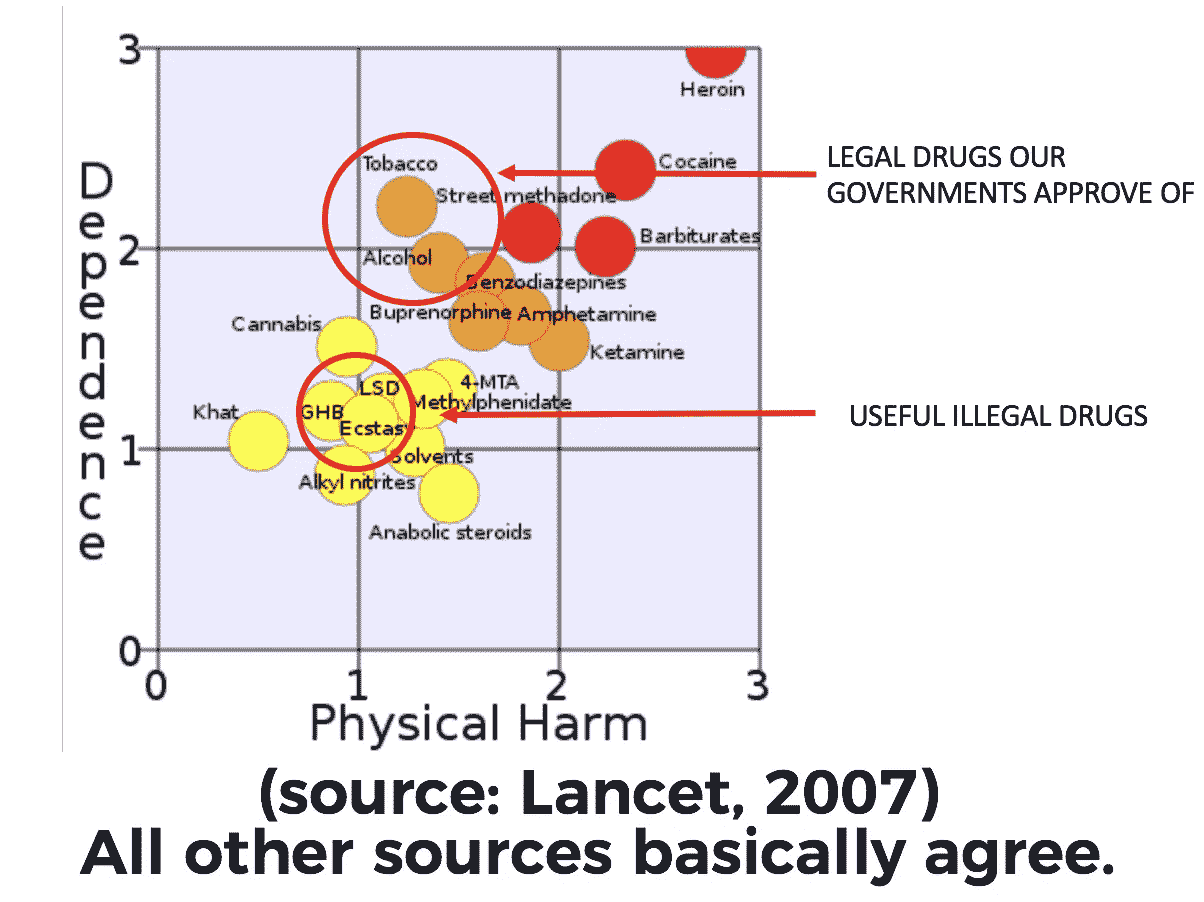 3
Heroin
LEGAL DRUGS OUR
GOVERNMENTS APPROVE OF
Tobacco
Cocaine
Street methadone
Dependence
2
Barbiturates
Alcohol
Benzodiazepines
Buprenorphine
Amphetamine
Cannabis
Ketamine
LSD
4-MTA
Methylphenidate
Khat
GHB
USEFUL ILLEGAL DRUGS
Ecstasy
1
Solvents
Alkyl nitrites
Anabolic steroids
0
0 1 2 3
Physical Harm
(source: Lancet, 2007)
All other sources basically agree.